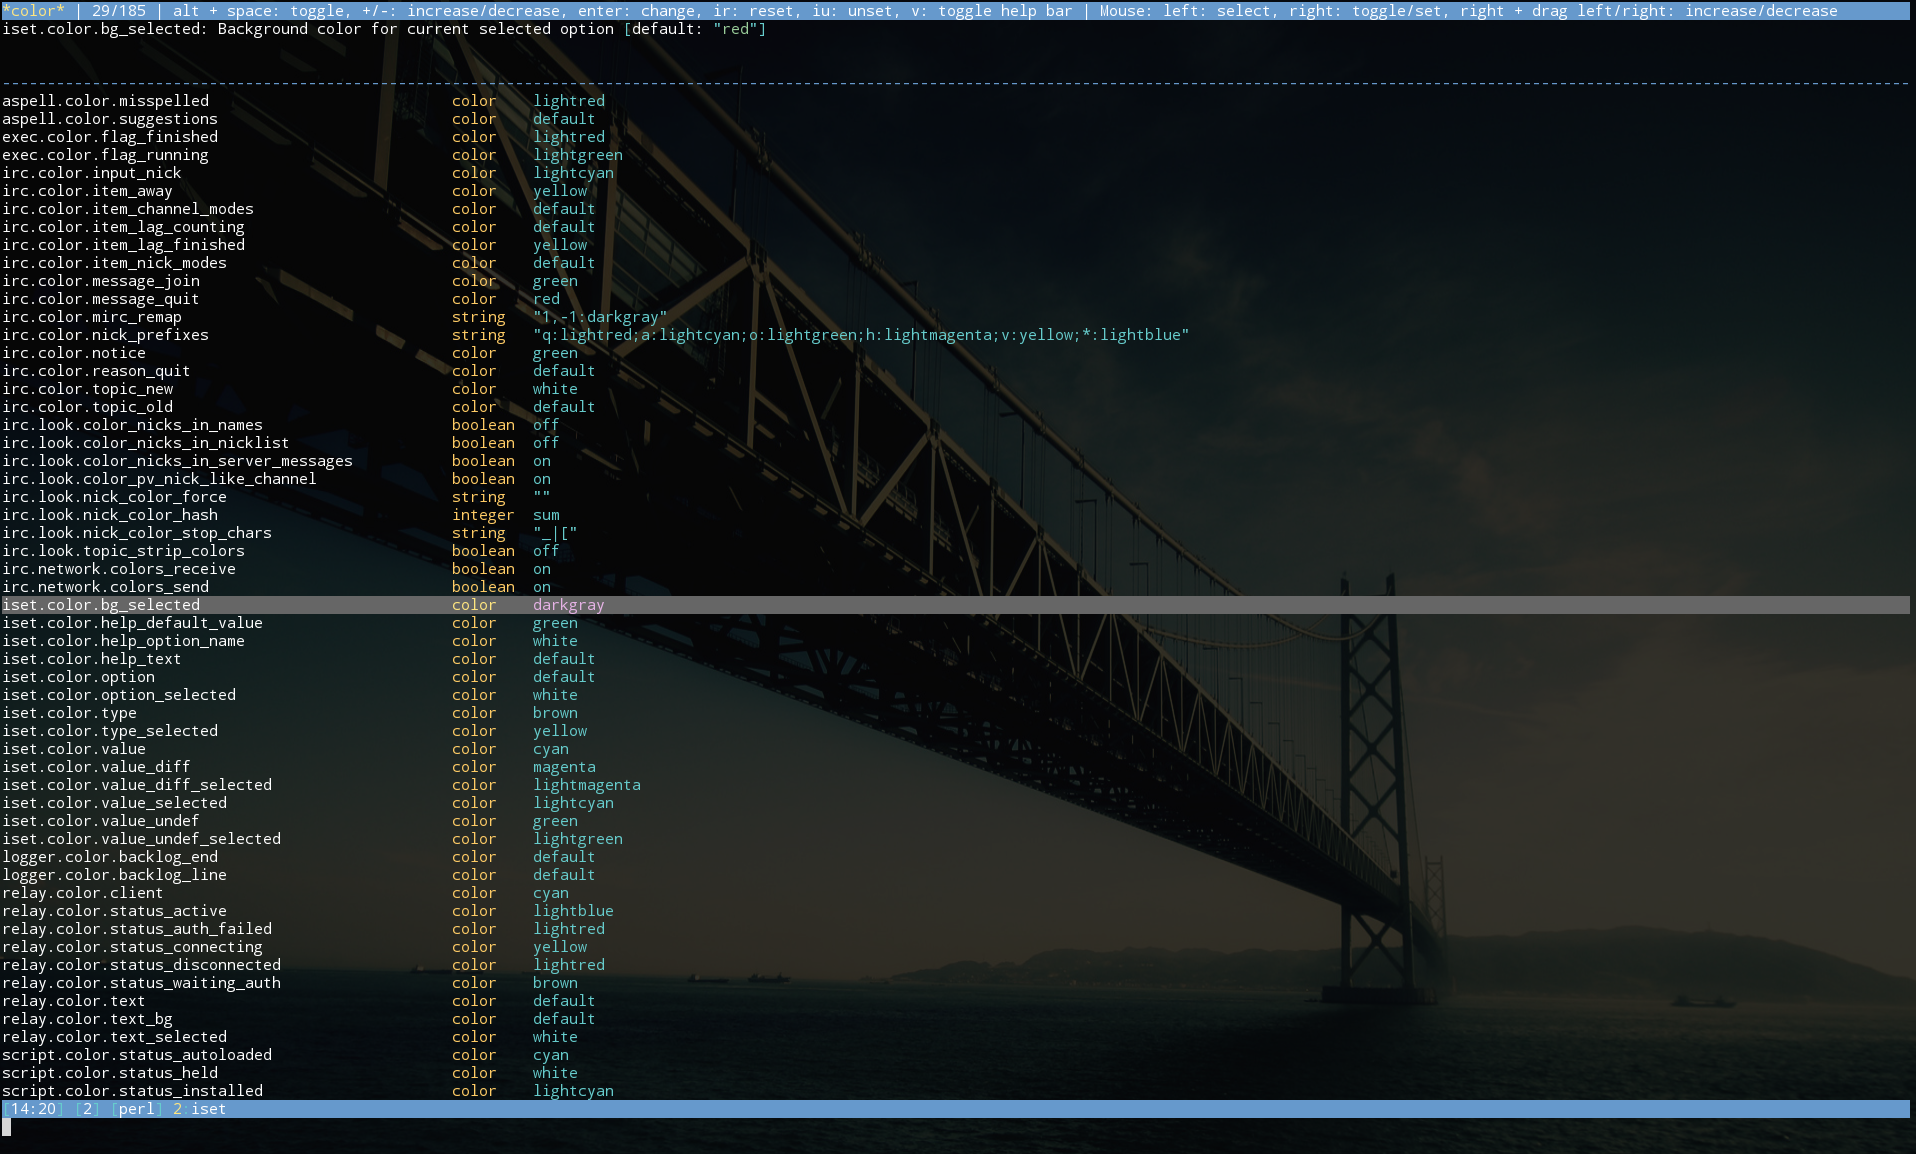 *color* | 29/185 | alt + space: toggle, +/-: increase/decrease, enter: change, ir: reset, iu: unset, v: toggle help bar | Mouse: left: select, right: toggle/set, right + drag left/right: increase/decrease
iset.color.bg_selected: Background color for current selected option [default: "red"]
----------------------------------------------------------------------------------------------------------------------------------------------------------------------------------------------------------------
aspell.color.misspelled color lightred
aspell.color.suggestions color default
exec.color.flag_finished color lightred
exec.color.flag_running color lightgreen
irc.color.input_nick color lightcyan
irc.color.item_away color yellow
irc.color.item_channel_modes color default
irc.color.item_lag_counting color default
irc.color.item_lag_finished color yellow
irc.color.item_nick_modes color default
irc.color.message_join color green
irc.color.message_quit color red
irc.color.mirc_remap string "1,-1:darkgray"
irc.color.nick_prefixes string "q:lightred;a:lightcyan;o:lightgreen;h:lightmagenta;v:yellow;*:lightblue"
irc.color.notice color green
irc.color.reason_quit color default
irc.color.topic_new color white
irc.color.topic_old color default
irc.look.color_nicks_in_names boolean off
irc.look.color_nicks_in_nicklist boolean off
irc.look.color_nicks_in_server_messages boolean on
irc.look.color_pv_nick_like_channel boolean on
irc.look.nick_color_force string ""
irc.look.nick_color_hash integer sum
irc.look.nick_color_stop_chars string "_|["
irc.look.topic_strip_colors boolean off
irc.network.colors_receive boolean on
irc.network.colors_send boolean on
iset.color.bg_selected color darkgray
iset.color.help_default_value color green
iset.color.help_option_name color white
iset.color.help_text color default
iset.color.option color default
iset.color.option_selected color white
iset.color.type color brown
iset.color.type_selected color yellow
iset.color.value color cyan
iset.color.value_diff color magenta
iset.color.value_diff_selected color lightmagenta
iset.color.value_selected color lightcyan
iset.color.value_undef color green
iset.color.value_undef_selected color lightgreen
logger.color.backlog_end color default
logger.color.backlog_line color default
relay.color.client color cyan
relay.color.status_active color lightblue
relay.color.status_auth_failed color lightred
relay.color.status_connecting color yellow
relay.color.status_disconnected color lightred
relay.color.status_waiting_auth color brown
relay.color.text color default
relay.color.text_bg color default
relay.color.text_selected color white
script.color.status_autoloaded color cyan
script.color.status_held color white
script.color.status_installed color lightcyan
[14:20] [2] [perl] 2:iset